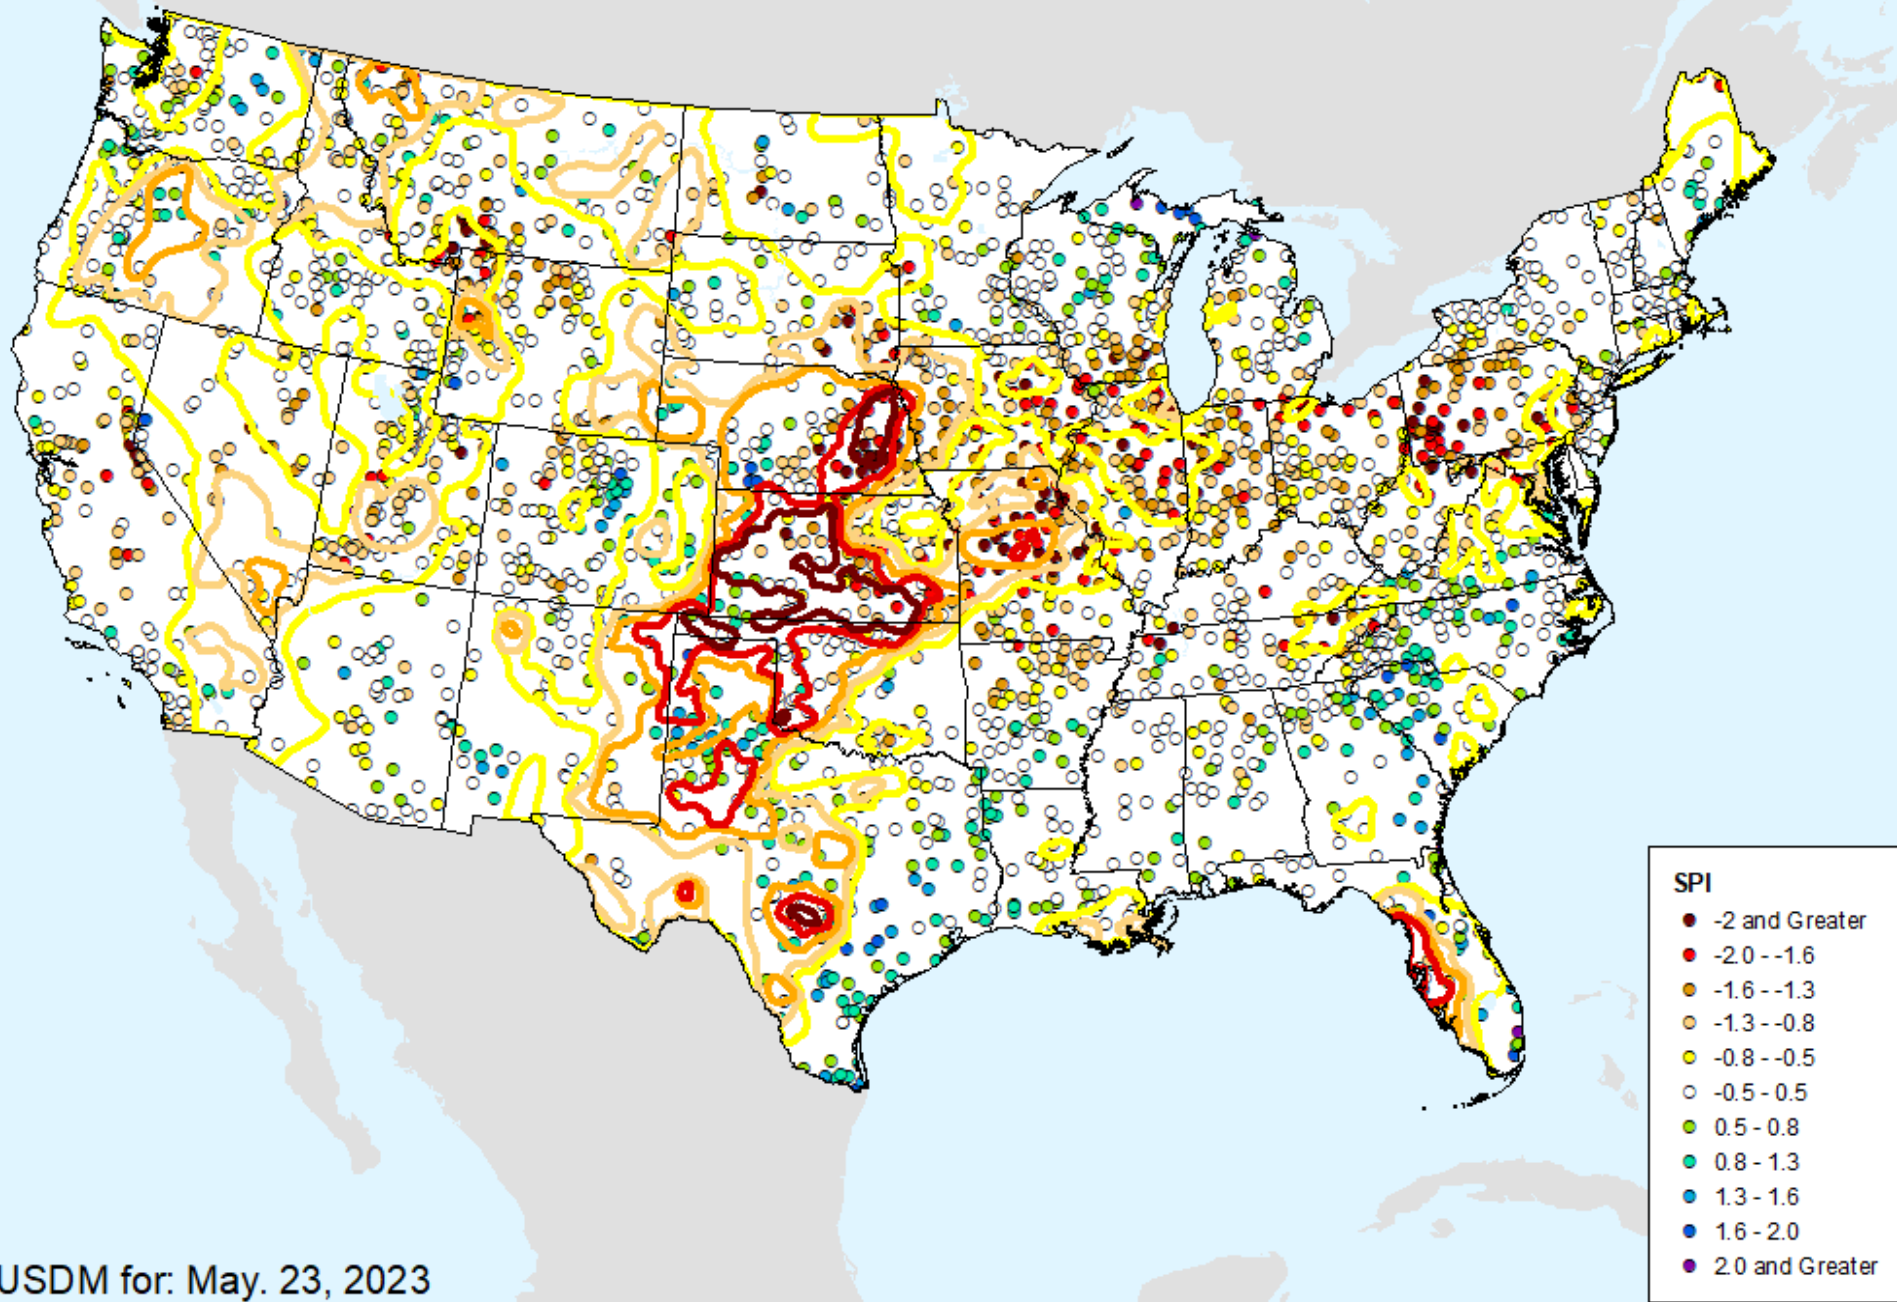 SPI
-2 and Greater
-2.0 - -1.6
-1.6 - -1.3
-1.3 - -0.8
-0.8 - -0.5
-0.5 - 0.5
0.5 - 0.8
0.8 - 1.3
1.3 - 1.6
1.6 - 2.0
2.0 and Greater
USDM for: May. 23, 2023